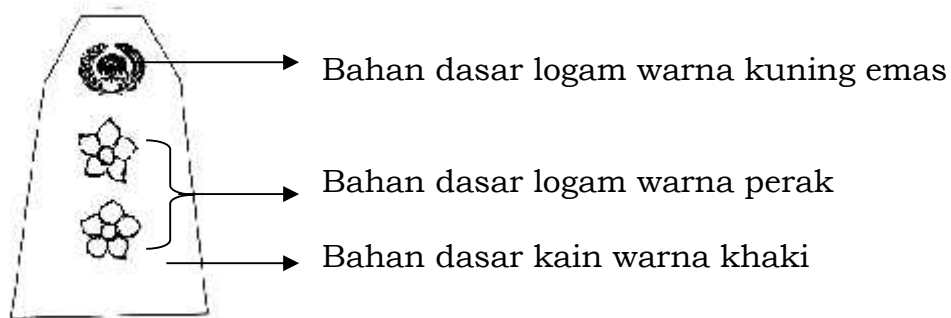 Bahan dasar logam warna kuning emas
Bahan dasar logam warna perak
Bahan dasar kain warna khaki